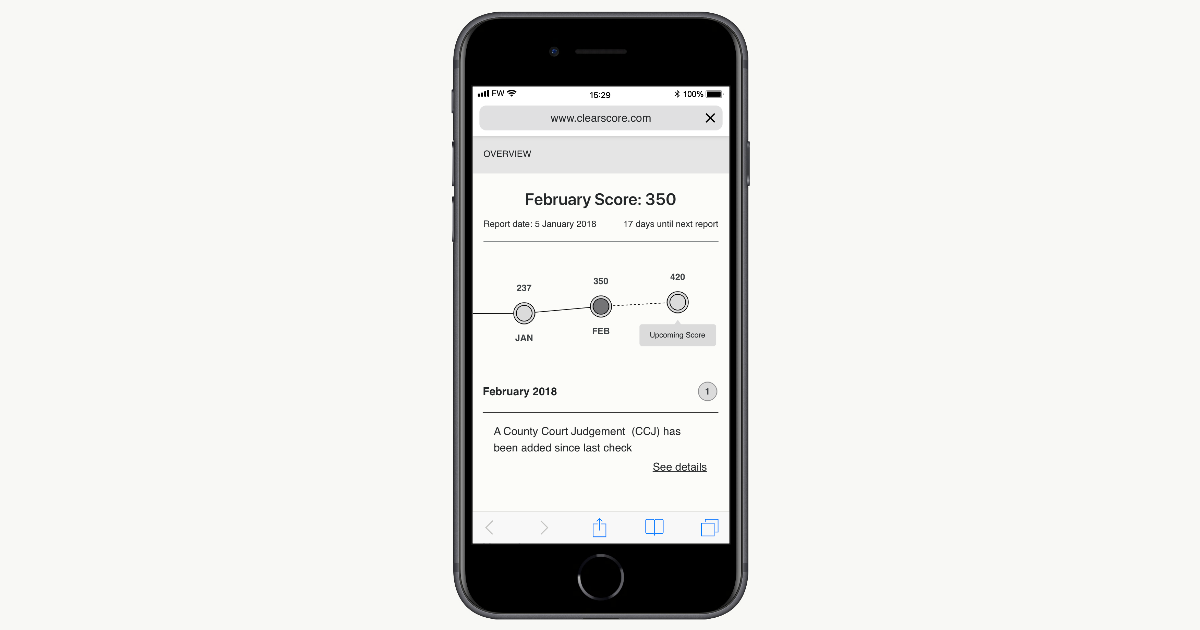 FW 15:29 100%
www.clearscore.com
OVERVIEW
February Score: 350
Report date: 5 January 2018 17 days until next report
237 350 420
JAN FEB Upcoming Score
February 2018 1
A County Court Judgement (CCJ) has
been added since last check
See details